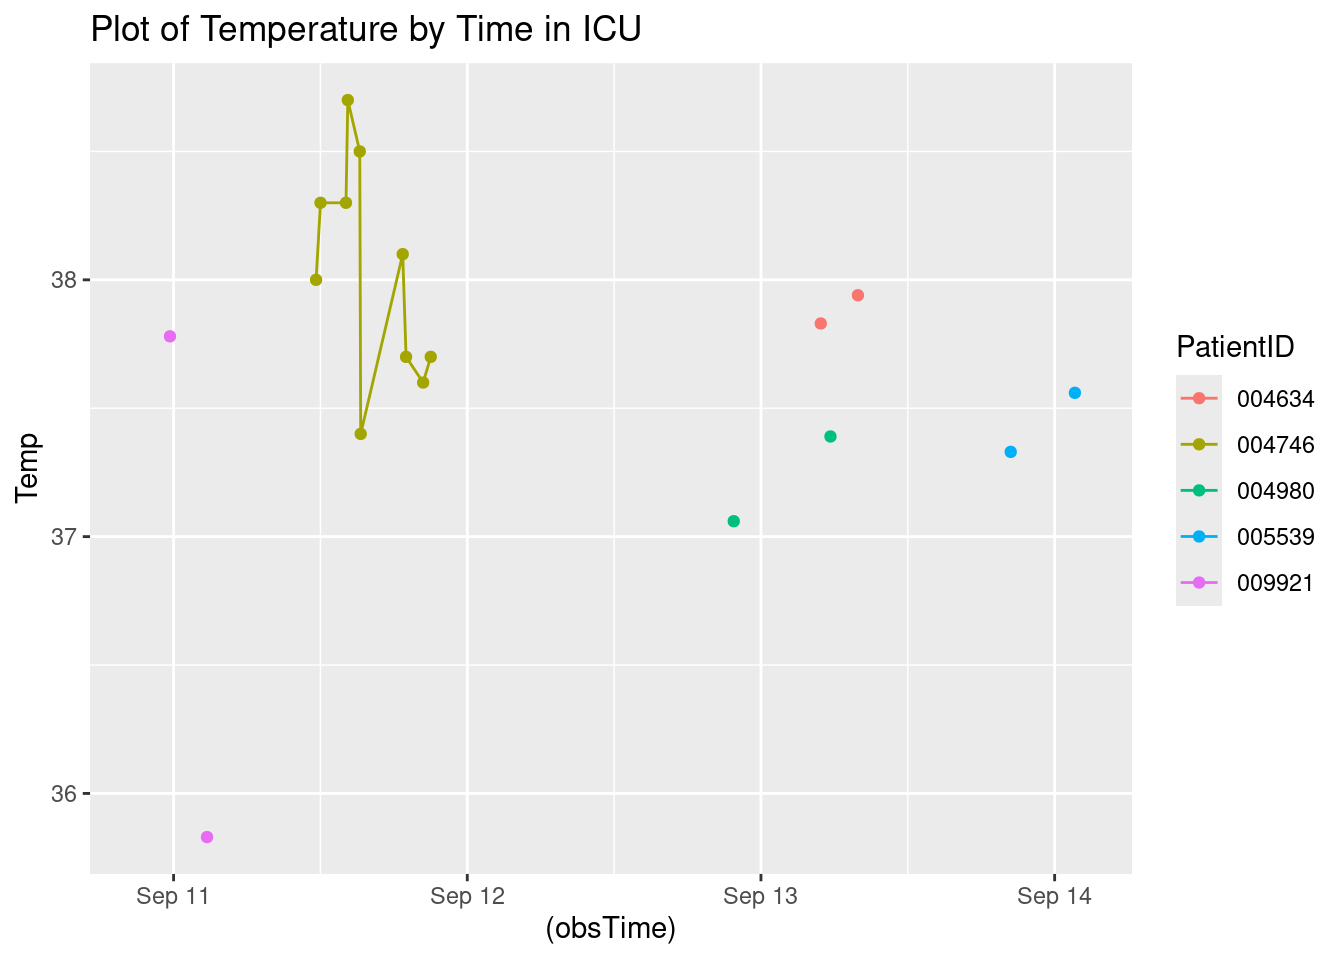 Plot of Temperature by Time in ICU
Temp
38
37
36
Sep 11
Sep 12
Sep 13
Sep 14
(obsTime)
PatientID
004634
004746
004980
005539
009921